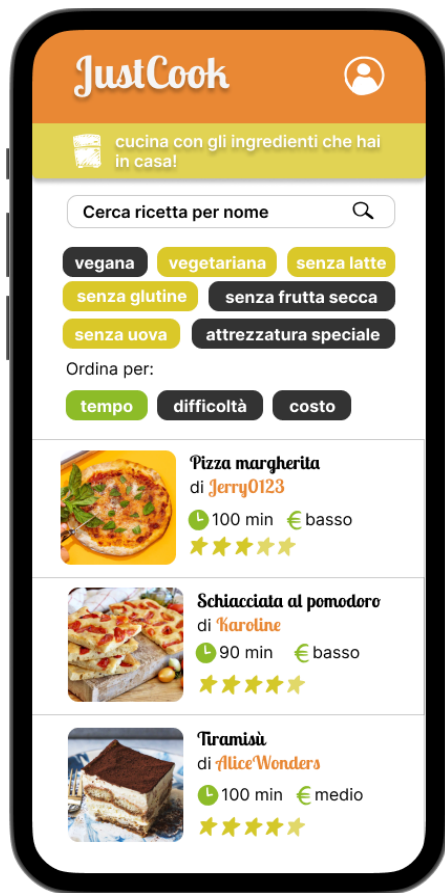 JustCook
cucina con gli ingredienti che hai
in casa!
Cerca ricetta per nome
vegana vegetariana senza latte
senza glutine senza frutta secca
senza uova attrezzatura speciale
Ordina per:
tempo difficoltà costo
Pizza margherita
di Jerry0123
100 min € basso
Schiacciata al pomodoro
di Karoline
90 min € basso
Tiramisù
di AliceWonders
100 min € medio